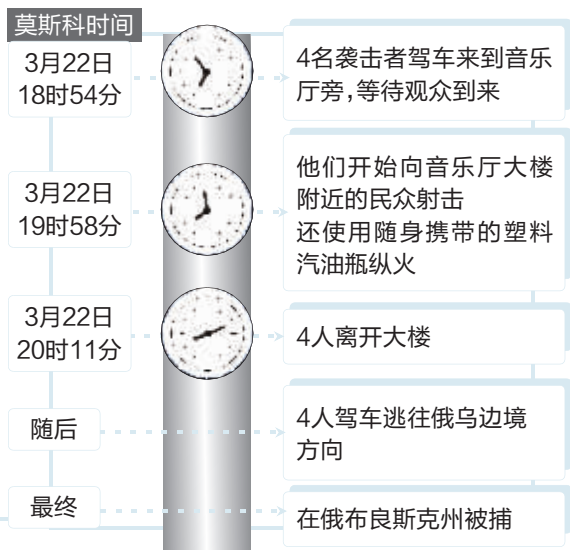 莫斯科时间
3月22日
18时54分
4名袭击者驾车来到音乐
厅旁,等待观众到来
3月22日
19时58分
他们开始向音乐厅大楼
附近的民众射击
还使用随身携带的塑料
汽油瓶纵火
3月22日
20时11分
4人离开大楼
随后
4人驾车逃往俄乌边境
方向
最终
在俄布良斯克州被捕